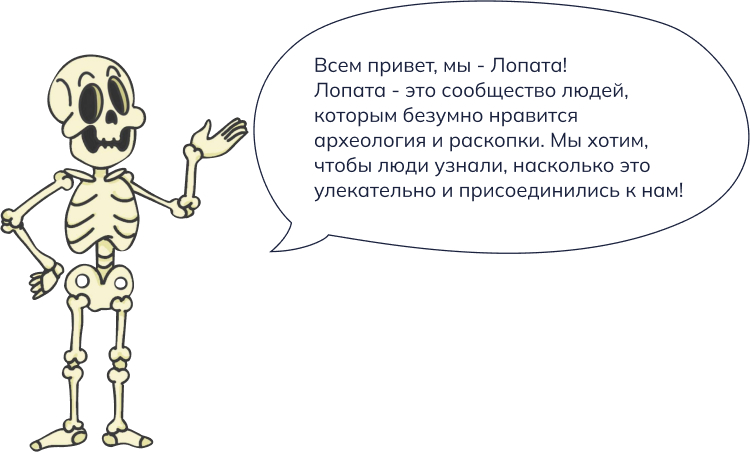 Всем привет, мы - Лопата!
Лопата - это сообщество людей,
которым безумно нравится
археология и раскопки. Мы хотим,
чтобы люди узнали, насколько это
улекательно и присоединились к нам!